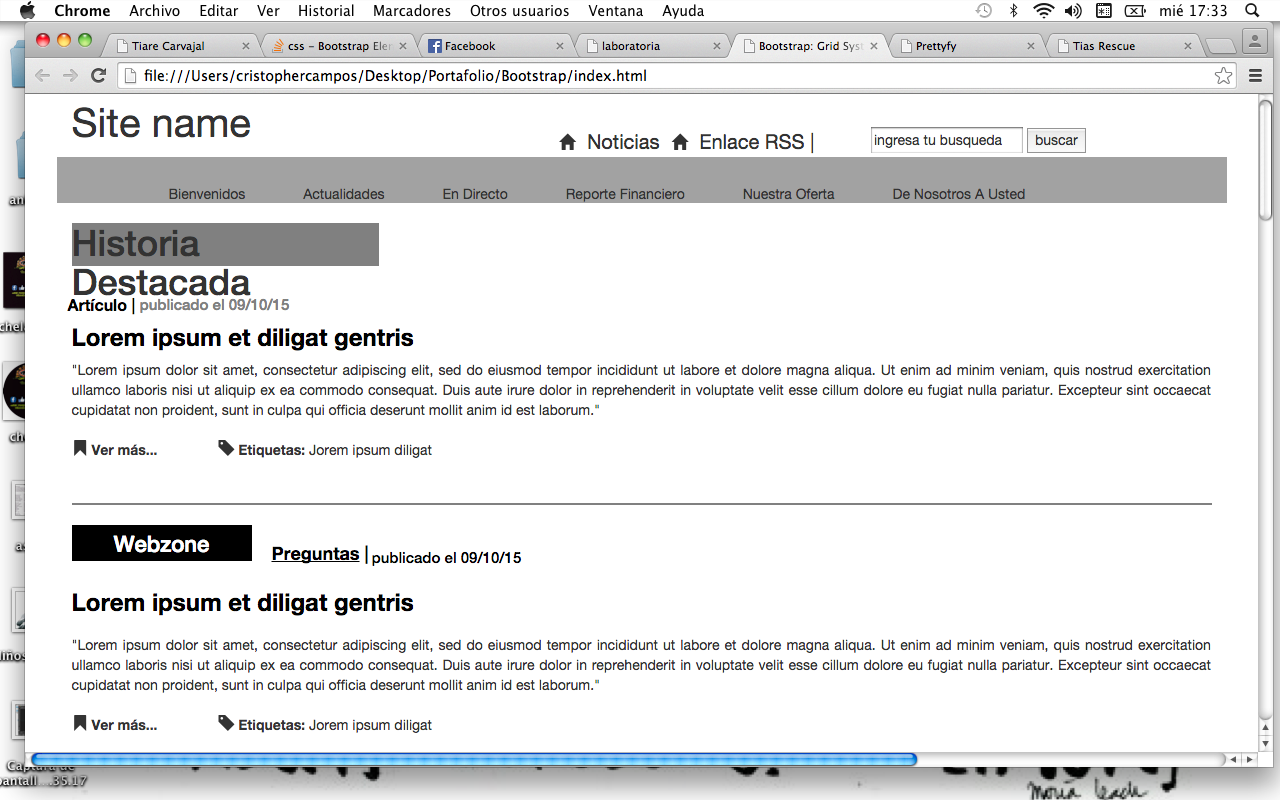 Chrome Archivo Editar Ver Historial Marcadores Otros usuarios Ventana Ayuda mié 17:33
Tiare Carvajal css – Bootstrap Eler Facebook laboratoria Bootstrap: Grid Syst Prettyfy Tias Rescue
file:///Users/cristophercampos/Desktop/Portafolio/Bootstrap/index.html
Site name
Noticias Enlace RSS | ingresa tu busqueda buscar
Bienvenidos Actualidades En Directo Reporte Financiero Nuestra Oferta De Nosotros A Usted
Historia
Destacada
Artículo | publicado el 09/10/15
Lorem ipsum et diligat gentris
"Lorem ipsum dolor sit amet, consectetur adipiscing elit, sed do eiusmod tempor incididunt ut labore et dolore magna aliqua. Ut enim ad minim veniam, quis nostrud exercitation
ullamco laboris nisi ut aliquip ex ea commodo consequat. Duis aute irure dolor in reprehenderit in voluptate velit esse cillum dolore eu fugiat nulla pariatur. Excepteur sint occaecat
cupidatat non proident, sunt in culpa qui officia deserunt mollit anim id est laborum."
Ver más... Etiquetas: Jorem ipsum diligat
Webzone Preguntas | publicado el 09/10/15
Lorem ipsum et diligat gentris
"Lorem ipsum dolor sit amet, consectetur adipiscing elit, sed do eiusmod tempor incididunt ut labore et dolore magna aliqua. Ut enim ad minim veniam, quis nostrud exercitation
ullamco laboris nisi ut aliquip ex ea commodo consequat. Duis aute irure dolor in reprehenderit in voluptate velit esse cillum dolore eu fugiat nulla pariatur. Excepteur sint occaecat
cupidatat non proident, sunt in culpa qui officia deserunt mollit anim id est laborum."
Ver más... Etiquetas: Jorem ipsum diligat